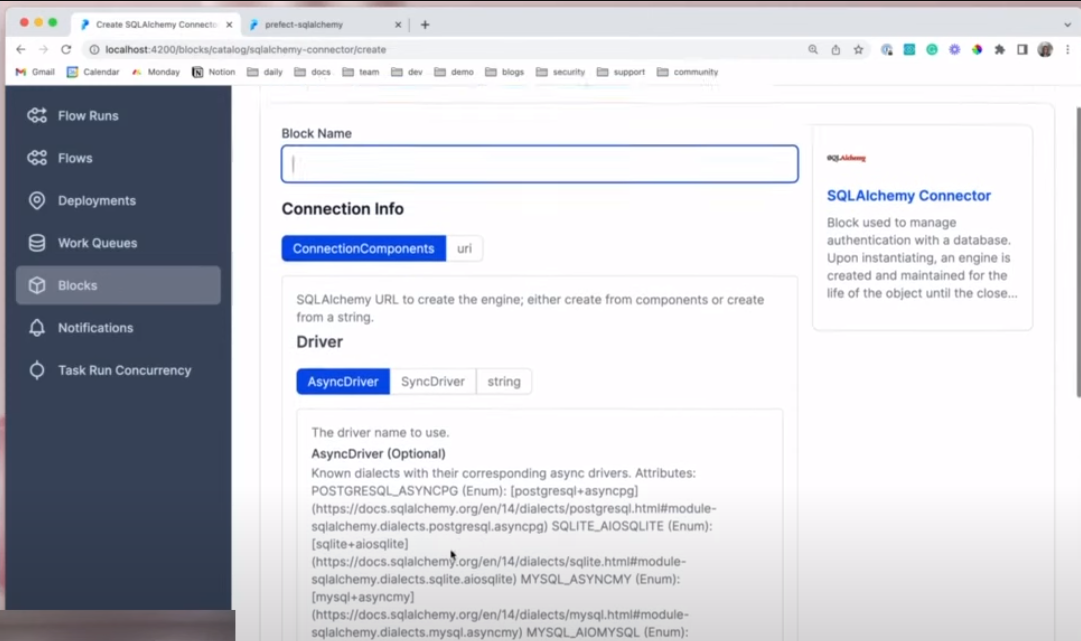 Create SQLAlchemy Connector
prefect-sqlalchemy
localhost:4200/blocks/catalog/sqlalchemy-connector/create
Gmail Calendar Monday Notion daily docs team dev demo blogs security support community
Flow Runs
Flows
Deployments
Work Queues
Blocks
Notifications
Task Run Concurrency
Block Name
Connection Info
ConnectionComponents uri
SQLAlchemy URL to create the engine; either create from components or create
from a string.
Driver
AsyncDriver SyncDriver string
The driver name to use.
AsyncDriver (Optional)
Known dialects with their corresponding async drivers. Attributes:
POSTGRESQL_ASYNCPG (Enum): [postgresql+asyncpg]
(https://docs.sqlalchemy.org/en/14/dialects/postgresql.html#module-
sqlalchemy.dialects.postgresql.asyncpg) SQLITE_AIOSQLITE (Enum):
[sqlite+aiosqlite]
(https://docs.sqlalchemy.org/en/14/dialects/sqlite.html#module-
sqlalchemy.dialects.sqlite.aiosqlite) MYSQL_ASYNCMY (Enum):
[mysql+asyncmy]
(https://docs.sqlalchemy.org/en/14/dialects/mysql.html#module-
sqlalchemy.dialects.mysql.asyncmy) MYSQL_AIOMYSQL (Enum):
SQLAlchemy
SQLAlchemy Connector
Block used to manage
authentication with a database.
Upon instantiating, an engine is
created and maintained for the
life of the object until the close...